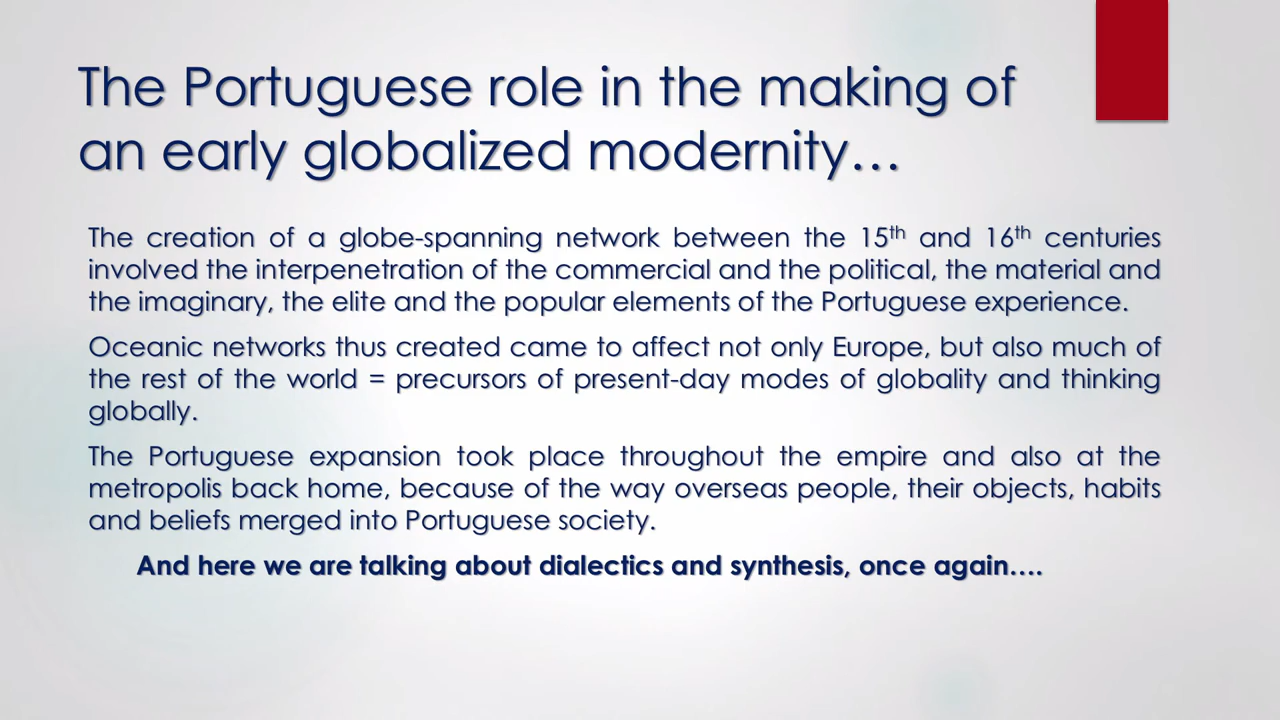 The Portuguese role in the making of
an early globalized modernity…
The creation of a globe-spanning network between the 15th and 16th centuries
involved the interpenetration of the commercial and the political, the material and
the imaginary, the elite and the popular elements of the Portuguese experience.
Oceanic networks thus created came to affect not only Europe, but also much of
the rest of the world = precursors of present-day modes of globality and thinking
globally.
The Portuguese expansion took place throughout the empire and also at the
metropolis back home, because of the way overseas people, their objects, habits
and beliefs merged into Portuguese society.
And here we are talking about dialectics and synthesis, once again….